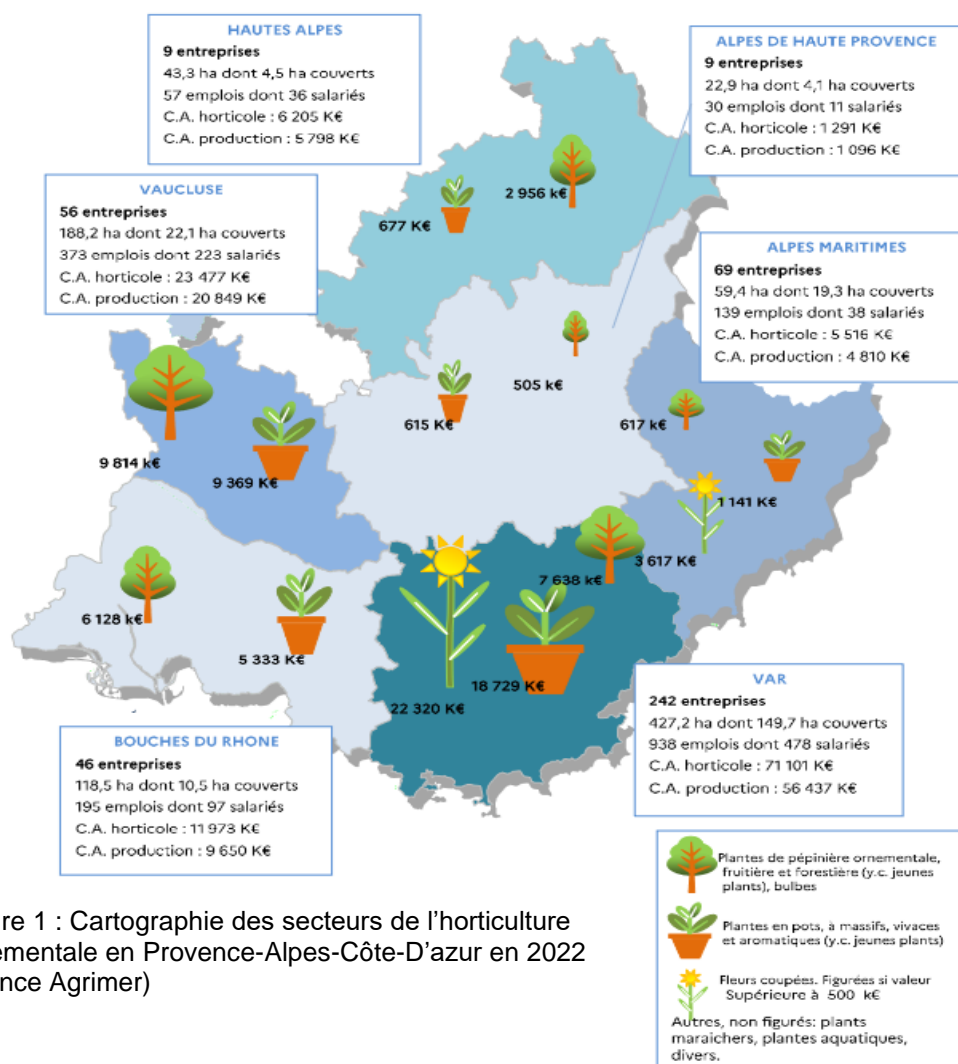 HAUTES ALPES
9 entreprises
43,3 ha dont 4,5 ha couverts
57 emplois dont 36 salariés
C.A. horticole : 6 205 K€
C.A. production : 5 798 K€
ALPES DE HAUTE PROVENCE
9 entreprises
22,9 ha dont 4,1 ha couverts
30 emplois dont 11 salariés
C.A. horticole : 1 291 K€
C.A. production : 1 096 K€
VAUCLUSE
56 entreprises
188,2 ha dont 22,1 ha couverts
373 emplois dont 223 salariés
C.A. horticole : 23 477 K€
C.A. production : 20 849 K€
2 956 k€
677 K€
ALPES MARITIMES
69 entreprises
59,4 ha dont 19,3 ha couverts
139 emplois dont 38 salariés
C.A. horticole : 5 516 K€
C.A. production : 4 810 K€
505 k€
615 K€
617 k€
9 814 k€
9 369 K€
1 141 K€
3 617 K€
7 638 k€
6 128 k€
5 333 K€
18 729 K€
22 320 K€
VAR
242 entreprises
427,2 ha dont 149,7 ha couverts
938 emplois dont 478 salariés
C.A. horticole : 71 101 K€
C.A. production : 56 437 K€
BOUCHES DU RHONE
46 entreprises
118,5 ha dont 10,5 ha couverts
195 emplois dont 97 salariés
C.A. horticole : 11 973 K€
C.A. production : 9 650 K€
Plantes de pépinière ornementale,
fruitière et forestière (y.c. jeunes
plants), bulbes
Plantes en pots, à massifs, vivaces
et aromatiques (y.c. jeunes plants)
Fleurs coupées. Figurées si valeur
Supérieure à 500 k€
Autres, non figurés: plants
maraichers, plantes aquatiques,
divers.
re 1 : Cartographie des secteurs de l'horticulture
ementale en Provence-Alpes-Côte-D'azur en 2022
nce Agrimer)